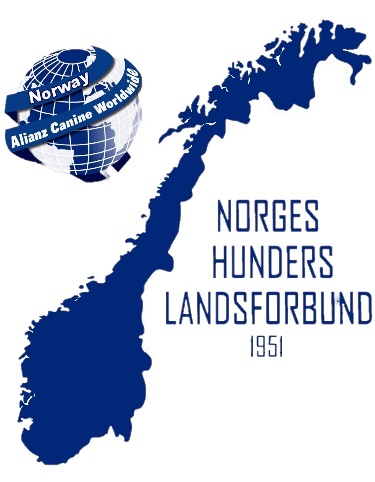 Norway
Alianz Canine Worldwide©
NORGES
HUNDERS
LANDSFORBUND
1951